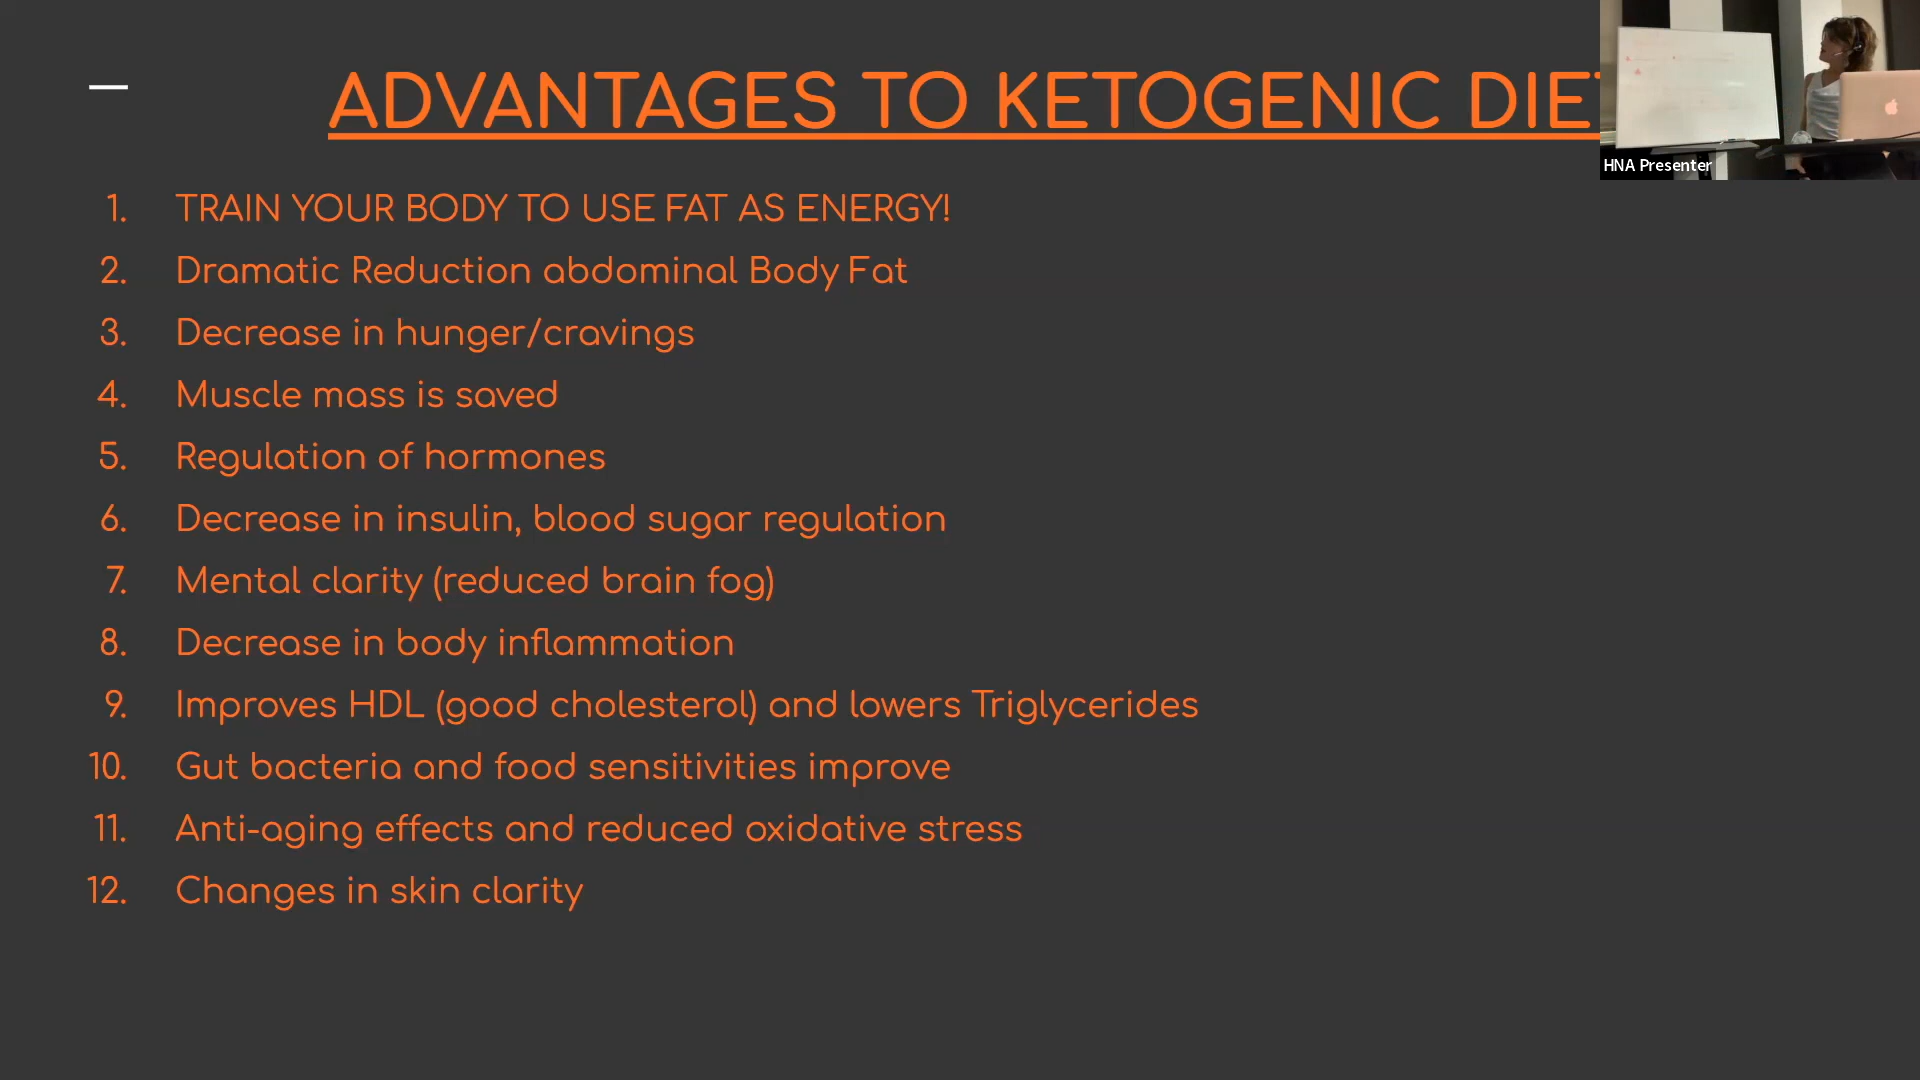 ADVANTAGES TO KETOGENIC DIE
HNA Presenter
1. TRAIN YOUR BODY TO USE FAT AS ENERGY!
2. Dramatic Reduction abdominal Body Fat
3. Decrease in hunger/cravings
4. Muscle mass is saved
5. Regulation of hormones
6. Decrease in insulin, blood sugar regulation
7. Mental clarity (reduced brain fog)
8. Decrease in body inflammation
9. Improves HDL (good cholesterol) and lowers Triglycerides
10. Gut bacteria and food sensitivities improve
11. Anti-aging effects and reduced oxidative stress
12. Changes in skin clarity